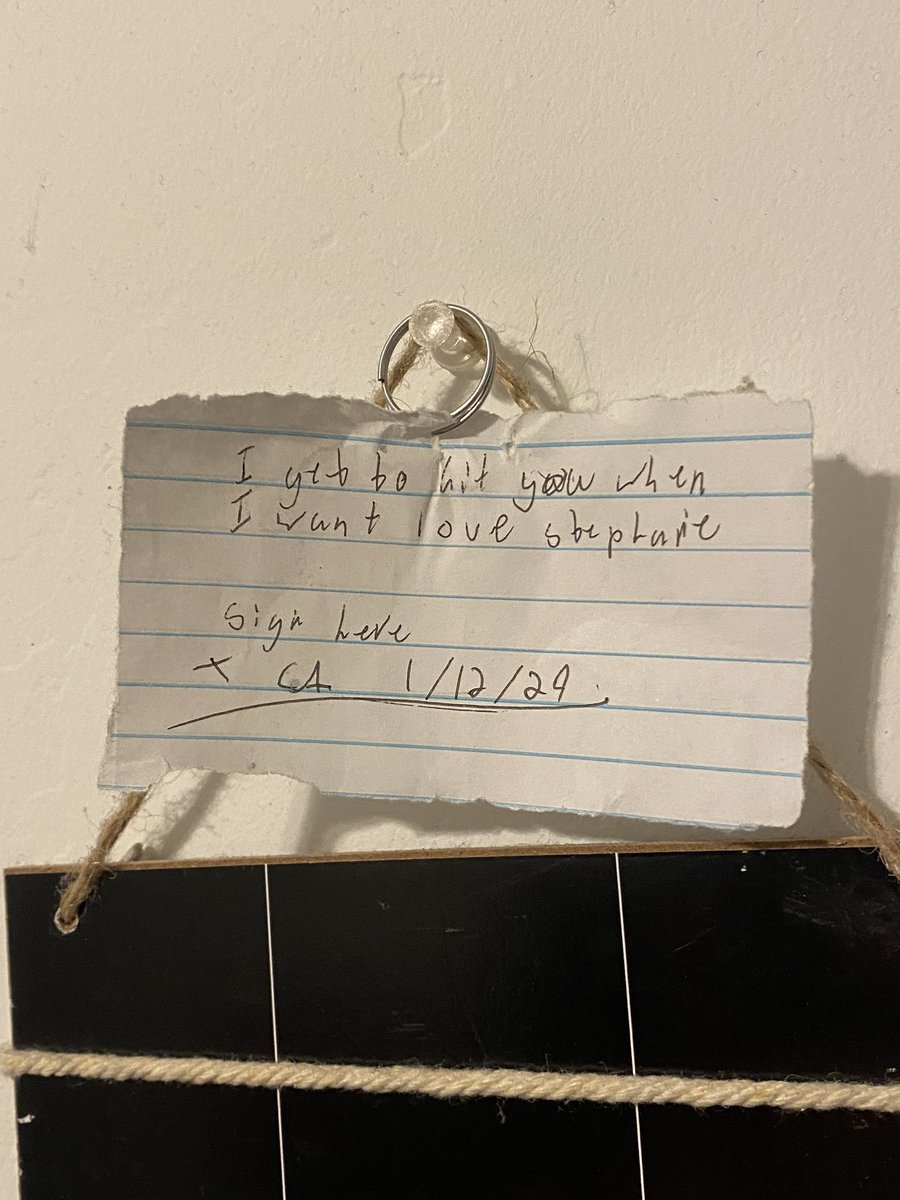 I get to hit you when
I want love stephanie
Sign here
x CA 1/12/24